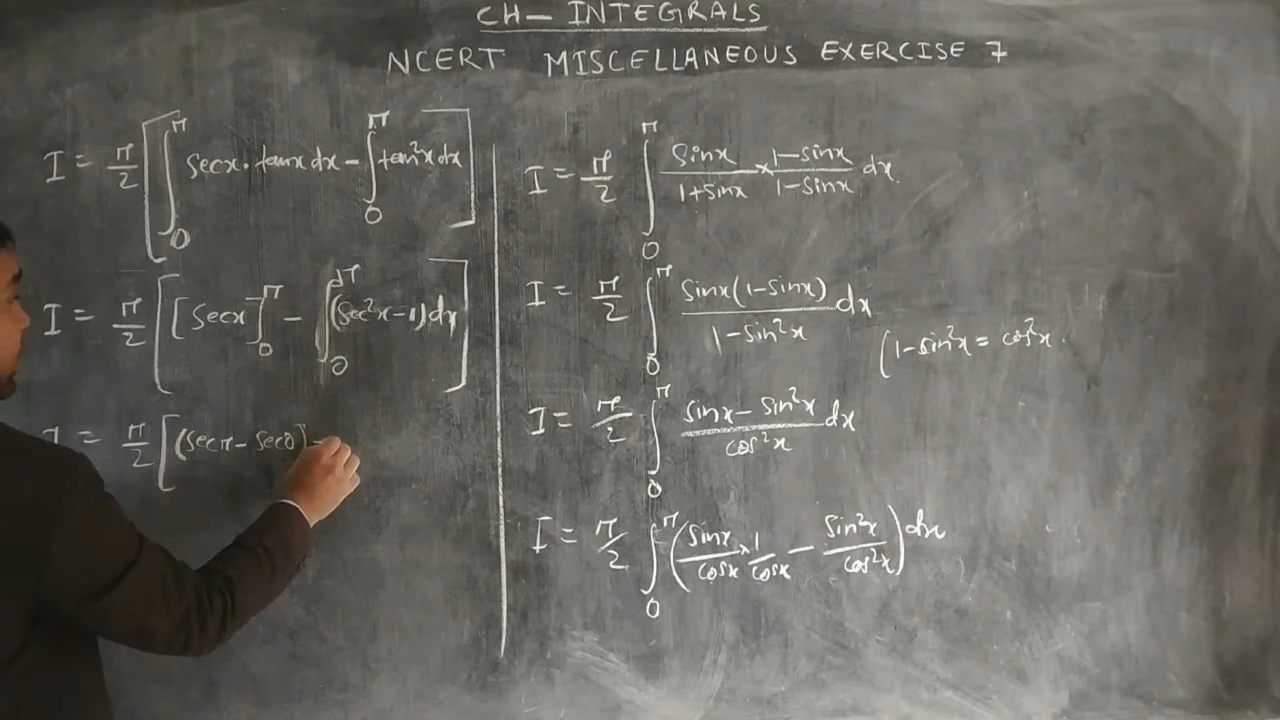 CH - INTEGRALS
NCERT MISCELLANEOUS EXERCISE 7
I = π/2 [∫₀^π secx · tanx dx - ∫₀^π tan²x dx]
I = π/2 [[secx]₀^π - ∫₀^π (sec²x - 1) dx]
I = π/2 [(secπ - sec0) -
I = π/2 ∫₀^π sinx/1+sinx × 1-sinx/1-sinx dx.
I = π/2 ∫₀^π sinx(1-sinx)/1-sin²x dx
(1-sin²x = cos²x.
I = π/2 ∫₀^π sinx - sin²x/cos²x dx
I = π/2 ∫₀^π (sinx/cosx × 1/cosx - sin²x/cos²x) dx